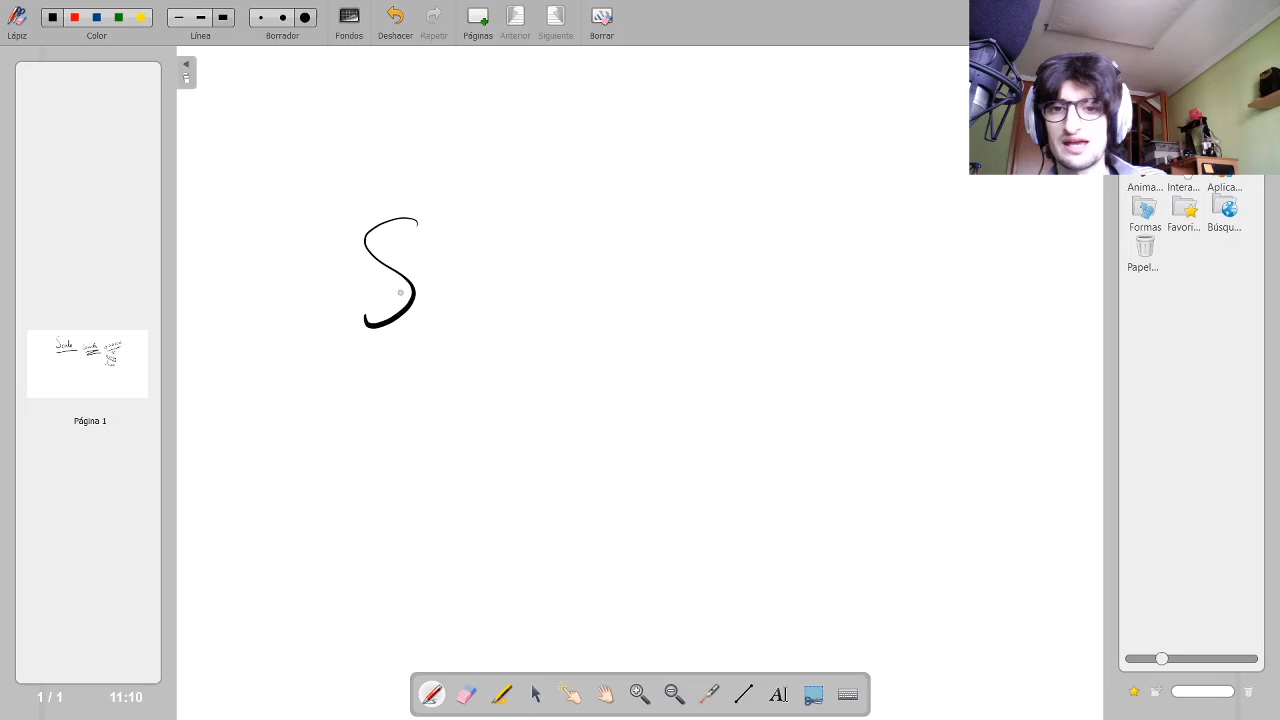 Lápiz Color Línea Borrador Fondos Deshacer Repetir Páginas Anterior Siguiente Borrar
S
Anima... Intera... Aplica...
Formas Favori... Búsqu...
Papel...
Página 1
1 / 1 11:10
AI